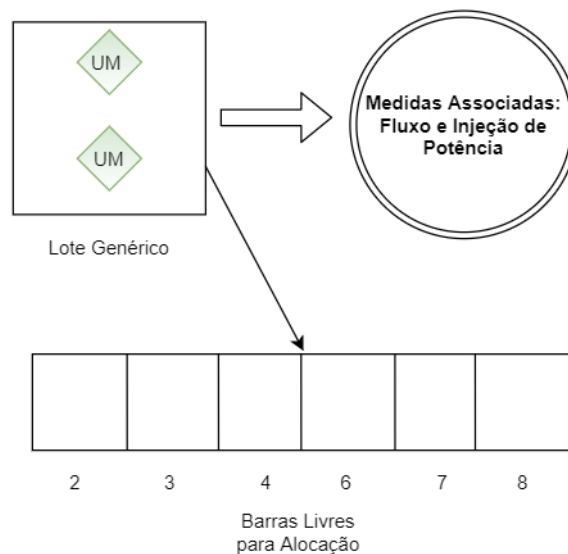 UM
UM
Lote Genérico
Medidas Associadas:
Fluxo e Injeção de
Potência
2 3 4 6 7 8
Barras Livres
para Alocação